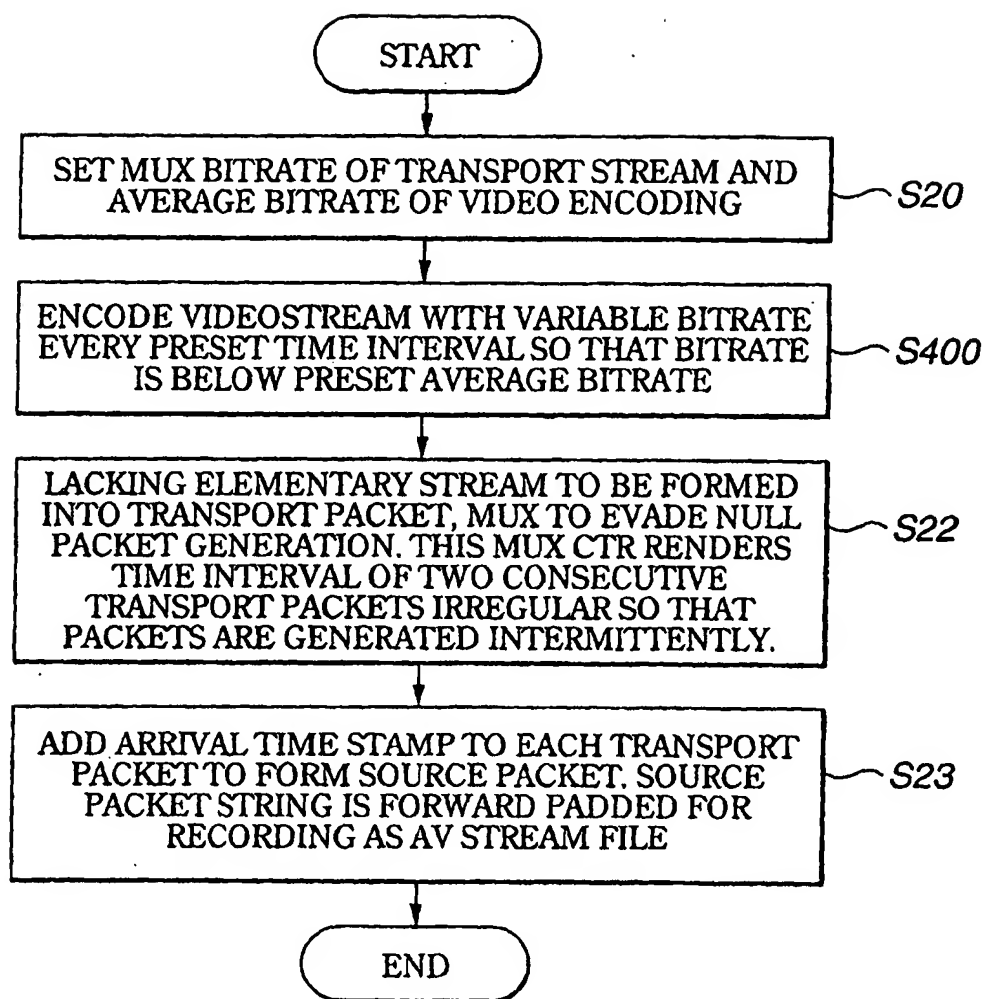 START
SET MUX BITRATE OF TRANSPORT STREAM AND
AVERAGE BITRATE OF VIDEO ENCODING
S20
ENCODE VIDEOSTREAM WITH VARIABLE BITRATE
EVERY PRESET TIME INTERVAL SO THAT BITRATE
IS BELOW PRESET AVERAGE BITRATE
S400
LACKING ELEMENTARY STREAM TO BE FORMED
INTO TRANSPORT PACKET, MUX TO EVADE NULL
PACKET GENERATION. THIS MUX CTR RENDERS
TIME INTERVAL OF TWO CONSECUTIVE
TRANSPORT PACKETS IRREGULAR SO THAT
PACKETS ARE GENERATED INTERMITTENTLY.
S22
ADD ARRIVAL TIME STAMP TO EACH TRANSPORT
PACKET TO FORM SOURCE PACKET. SOURCE
PACKET STRING IS FORWARD PADDED FOR
RECORDING AS AV STREAM FILE
S23
END